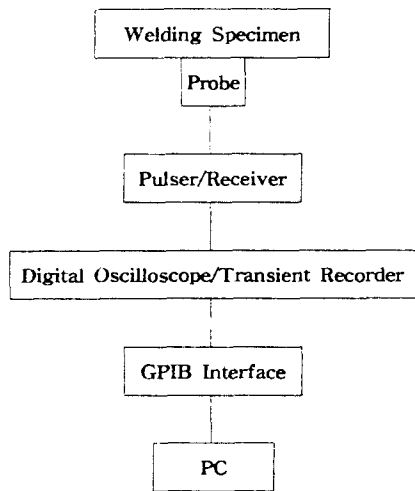 Welding Specimen
Probe
Pulser/Receiver
Digital Oscilloscope/Transient Recorder
GPIB Interface
PC